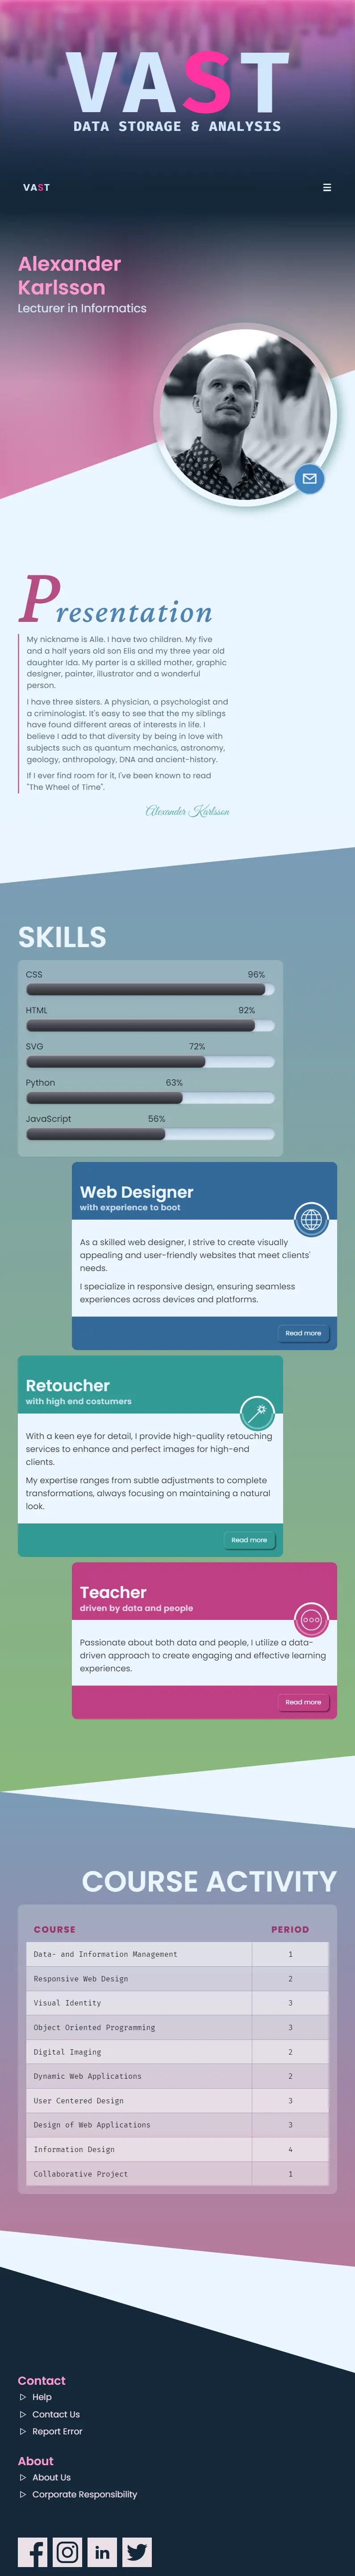 VAST
DATA STORAGE & ANALYSIS
VAST
Alexander
Karlsson
Lecturer in Informatics
Presentation
My nickname is Alle. I have two children. My five
and a half years old son Elis and my three year old
daughter Ida. My parter is a skilled mother, graphic
designer, painter, illustrator and a wonderful
person.
I have three sisters. A physician, a psychologist and
a criminologist. It's easy to see that the my siblings
have found different areas of interests in life. I
believe I add to that diversity by being in love with
subjects such as quantum mechanics, astronomy,
geology, anthropology, DNA and ancient-history.
If I ever find room for it, I've been known to read
"The Wheel of Time".
Alexander Karlsson
SKILLS
CSS 96%
HTML 92%
SVG 72%
Python 63%
JavaScript 56%
Web Designer
with experience to boot
As a skilled web designer, I strive to create visually
appealing and user-friendly websites that meet clients'
needs.
I specialize in responsive design, ensuring seamless
experiences across devices and platforms.
Read more
Retoucher
with high end costumers
With a keen eye for detail, I provide high-quality retouching
services to enhance and perfect images for high-end
clients.
My expertise ranges from subtle adjustments to complete
transformations, always focusing on maintaining a natural
look.
Read more
Teacher
driven by data and people
Passionate about both data and people, I utilize a data-
driven approach to create engaging and effective learning
experiences.
Read more
COURSE ACTIVITY
COURSE PERIOD
Data- and Information Management 1
Responsive Web Design 2
Visual Identity 3
Object Oriented Programming 3
Digital Imaging 2
Dynamic Web Applications 2
User Centered Design 3
Design of Web Applications 3
Information Design 4
Collaborative Project 1
Contact
Help
Contact Us
Report Error
About
About Us
Corporate Responsibility